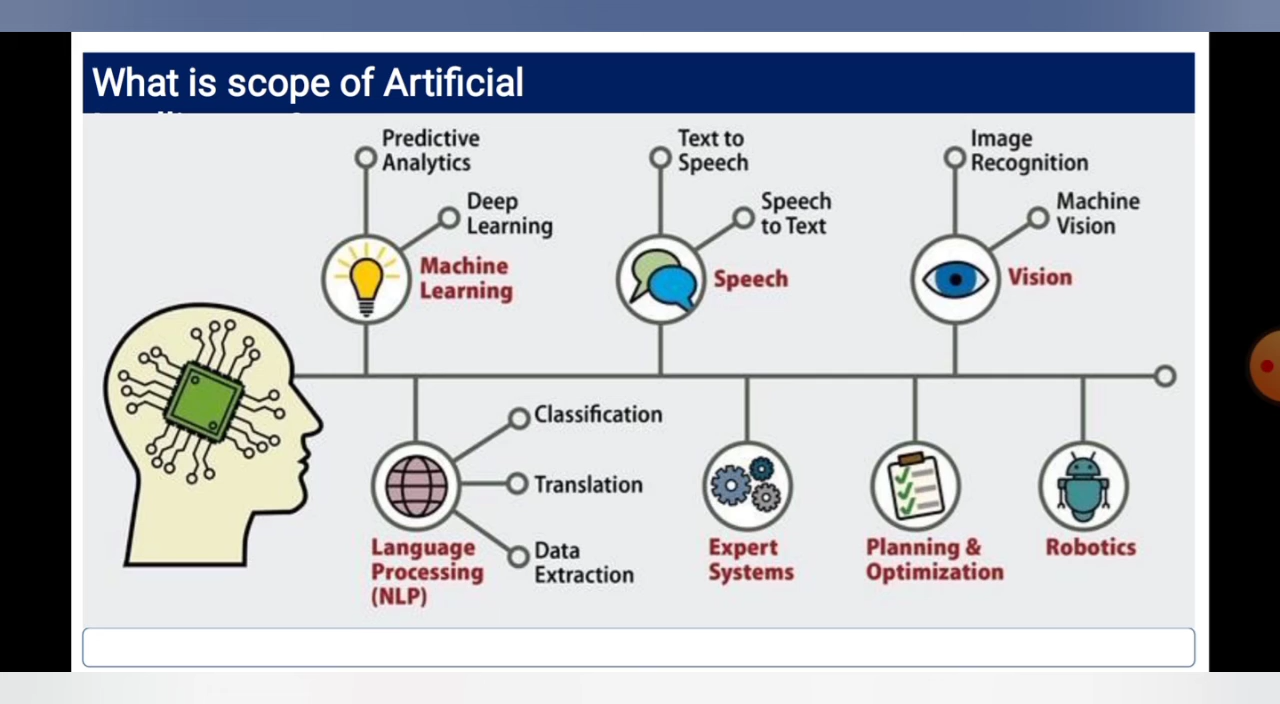 What is scope of Artificial
Predictive
Analytics
Deep
Learning
Machine
Learning
Text to
Speech
Speech
to Text
Speech
Image
Recognition
Machine
Vision
Vision
Classification
Translation
Data
Extraction
Language
Processing
(NLP)
Expert
Systems
Planning &
Optimization
Robotics